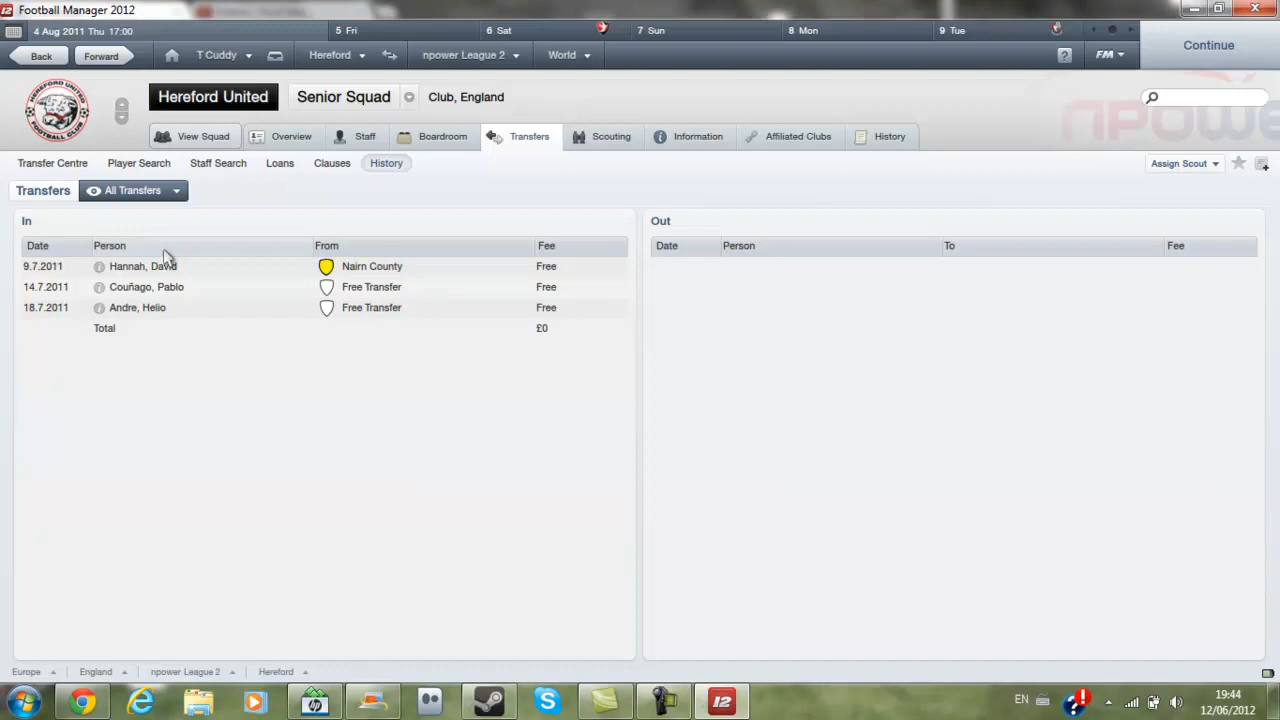 Football Manager 2012
4 Aug 2011 Thu 17:00
5 Fri
6 Sat
7 Sun
8 Mon
9 Tue
Continue
Back
Forward
T Cuddy
Hereford
npower League 2
World
?
FM
Hereford United
Senior Squad
Club, England
npower
View Squad
Overview
Staff
Boardroom
Transfers
Scouting
Information
Affiliated Clubs
History
Transfer Centre
Player Search
Staff Search
Loans
Clauses
History
Assign Scout
Transfers
All Transfers
In
Date Person From Fee
9.7.2011 Hannah, David Nairn County Free
14.7.2011 Couñago, Pablo Free Transfer Free
18.7.2011 Andre, Helio Free Transfer Free
Total £0
Out
Date Person To Fee
Europe
England
npower League 2
Hereford
EN
19:44
12/06/2012